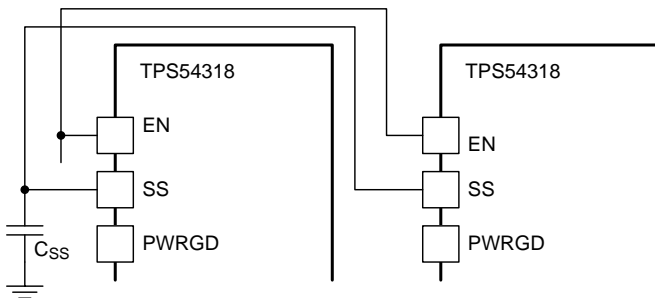 TPS54318
EN
SS
PWRGD
CSS
TPS54318
EN
SS
PWRGD